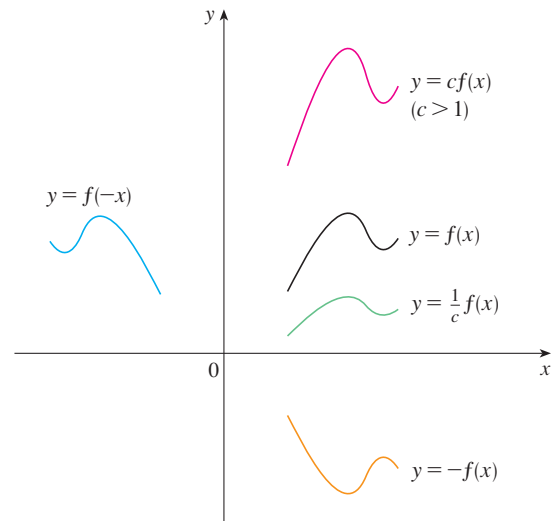 y
y = cf(x)
(c > 1)
y = f(−x)
y = f(x)
y = 1/c f(x)
0
x
y = −f(x)